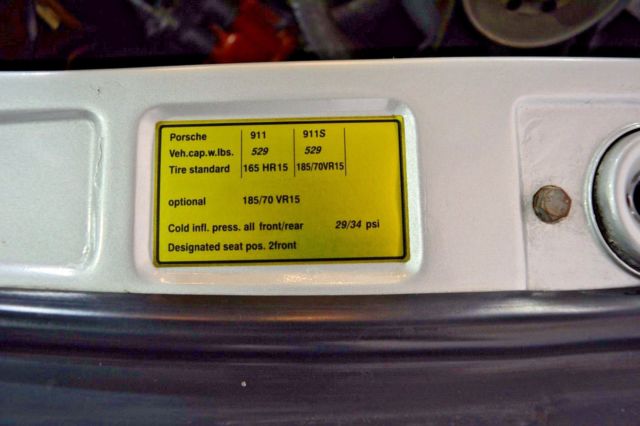 Porsche 911 911S
Veh.cap.w.lbs. 529 529
Tire standard 165 HR15 185/70VR15
optional 185/70 VR15
Cold infl. press. all front/rear 29/34 psi
Designated seat pos. 2front